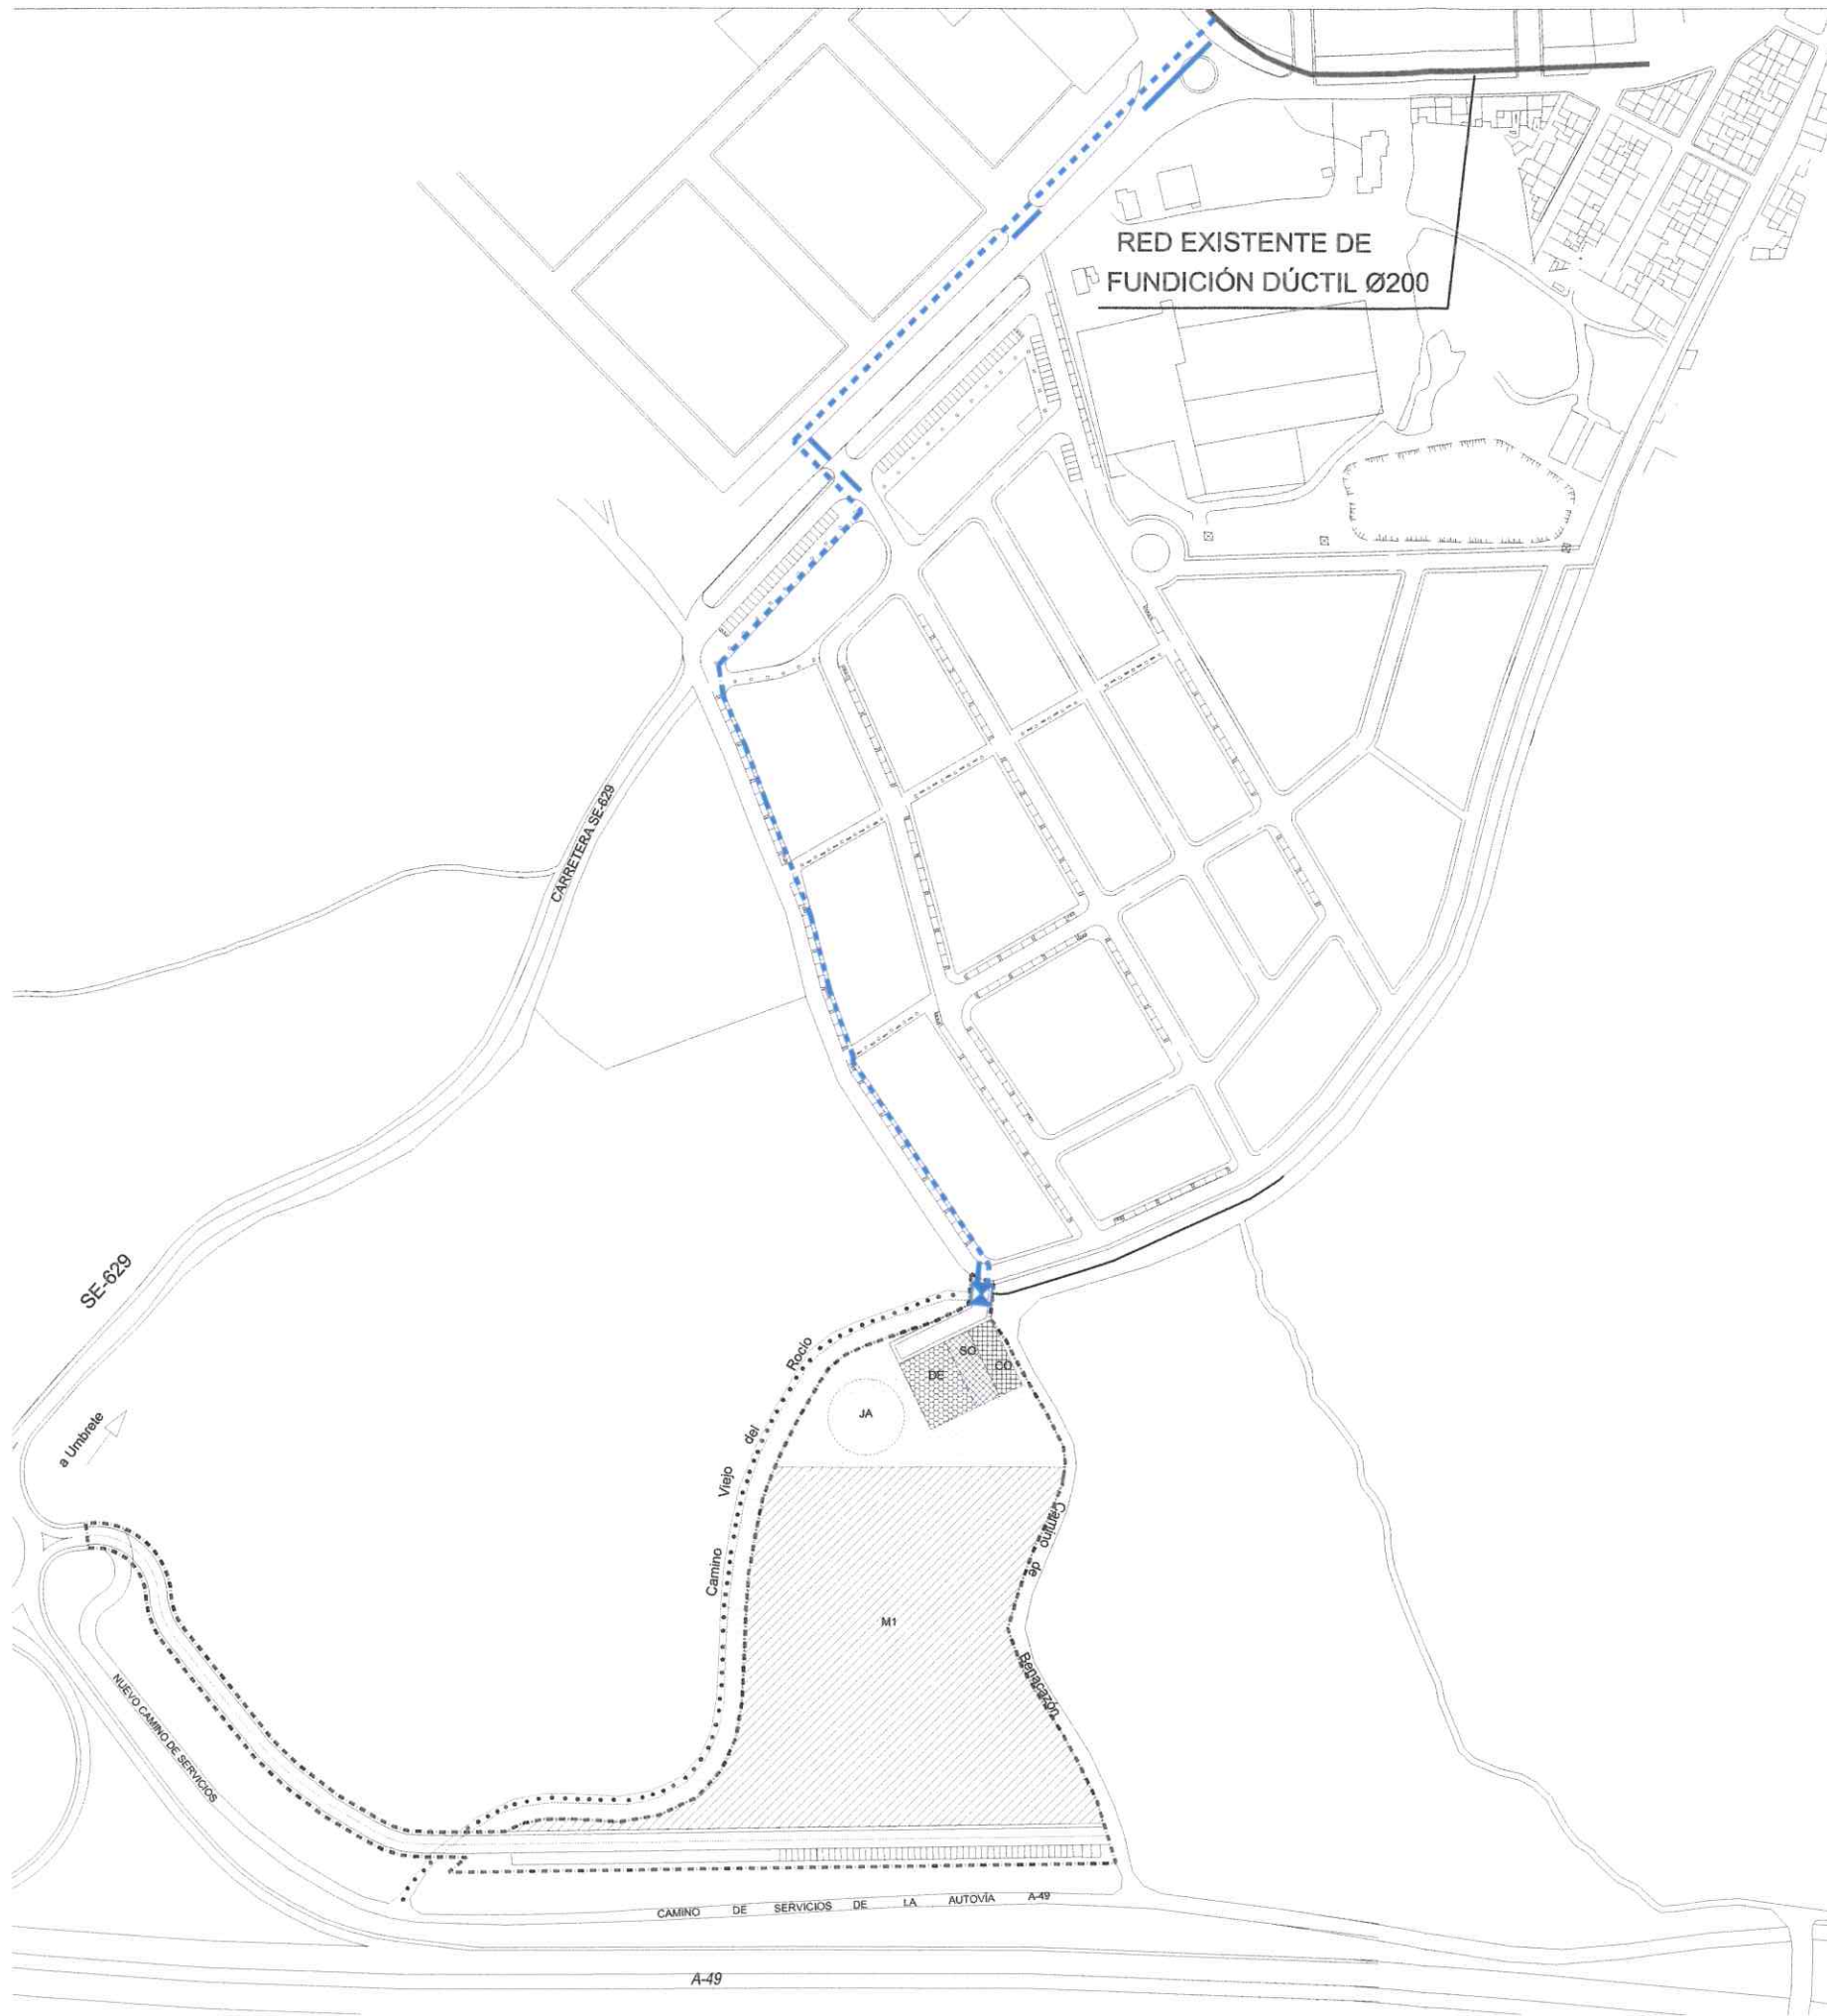 RED EXISTENTE DE
FUNDICIÓN DÚCTIL Ø200
CARRETERA SE-629
SE-629
a Umbrete
Camino Viejo del Rocio
SO
CO
DE
JA
Camino de Benacazón
M1
NUEVO CAMINO DE SERVICIOS
CAMINO DE SERVICIOS DE LA AUTOVÍA A-49
A-49